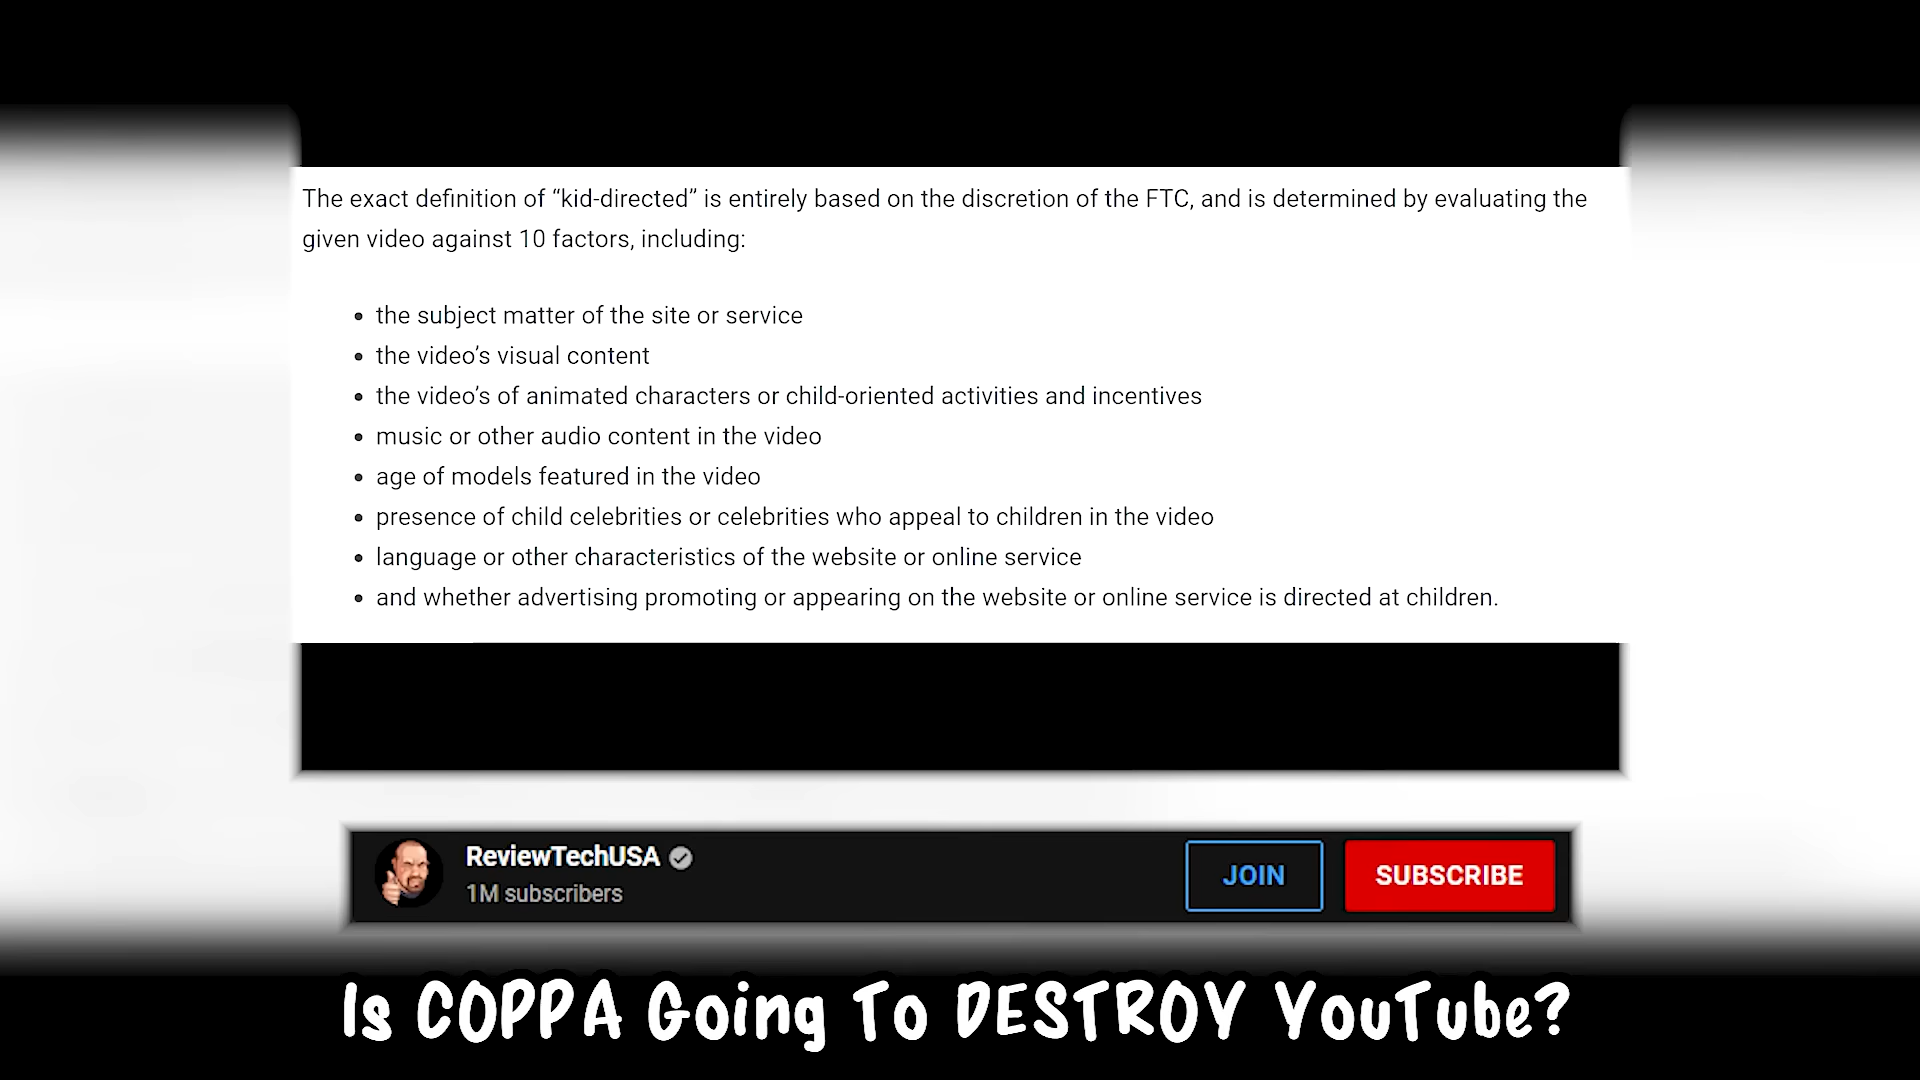 The exact definition of “kid-directed” is entirely based on the discretion of the FTC, and is determined by evaluating the
given video against 10 factors, including:
• the subject matter of the site or service
• the video’s visual content
• the video’s of animated characters or child-oriented activities and incentives
• music or other audio content in the video
• age of models featured in the video
• presence of child celebrities or celebrities who appeal to children in the video
• language or other characteristics of the website or online service
• and whether advertising promoting or appearing on the website or online service is directed at children.
ReviewTechUSA
1M subscribers
JOIN
SUBSCRIBE
Is COPPA Going To DESTROY YouTube?